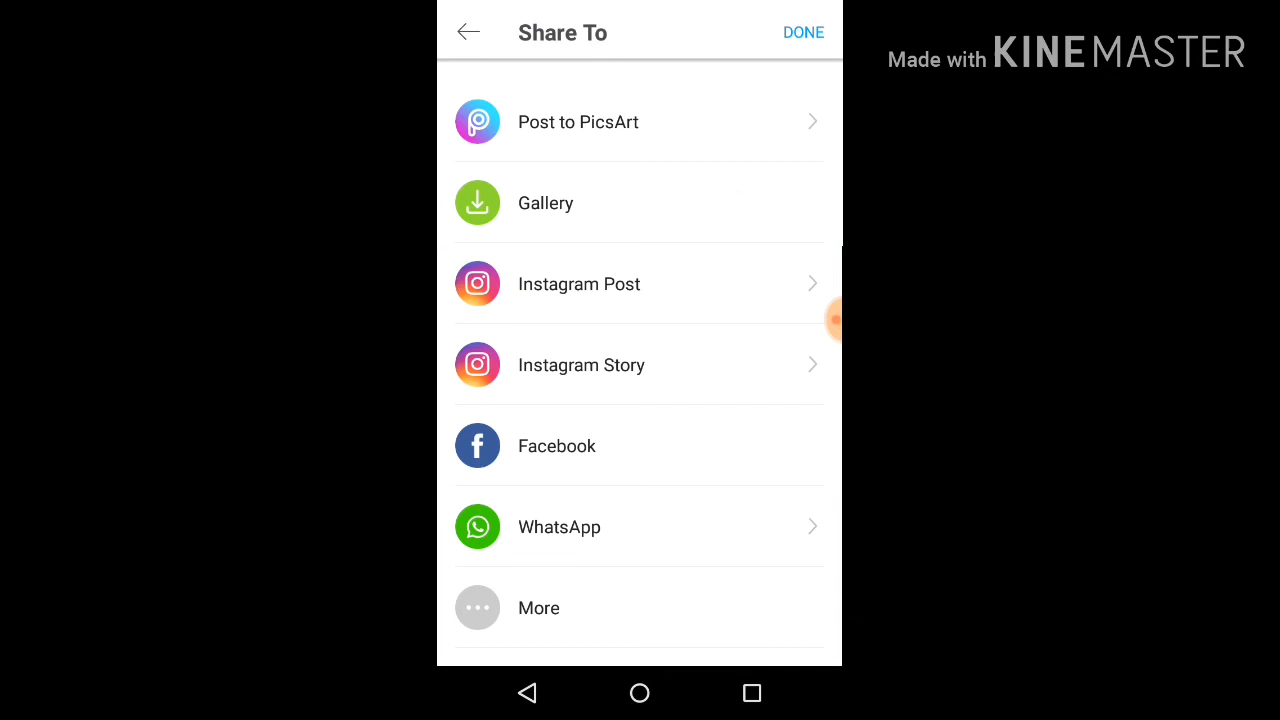 Share To
DONE
Made with KINEMASTER
Post to PicsArt
Gallery
Instagram Post
Instagram Story
Facebook
WhatsApp
More